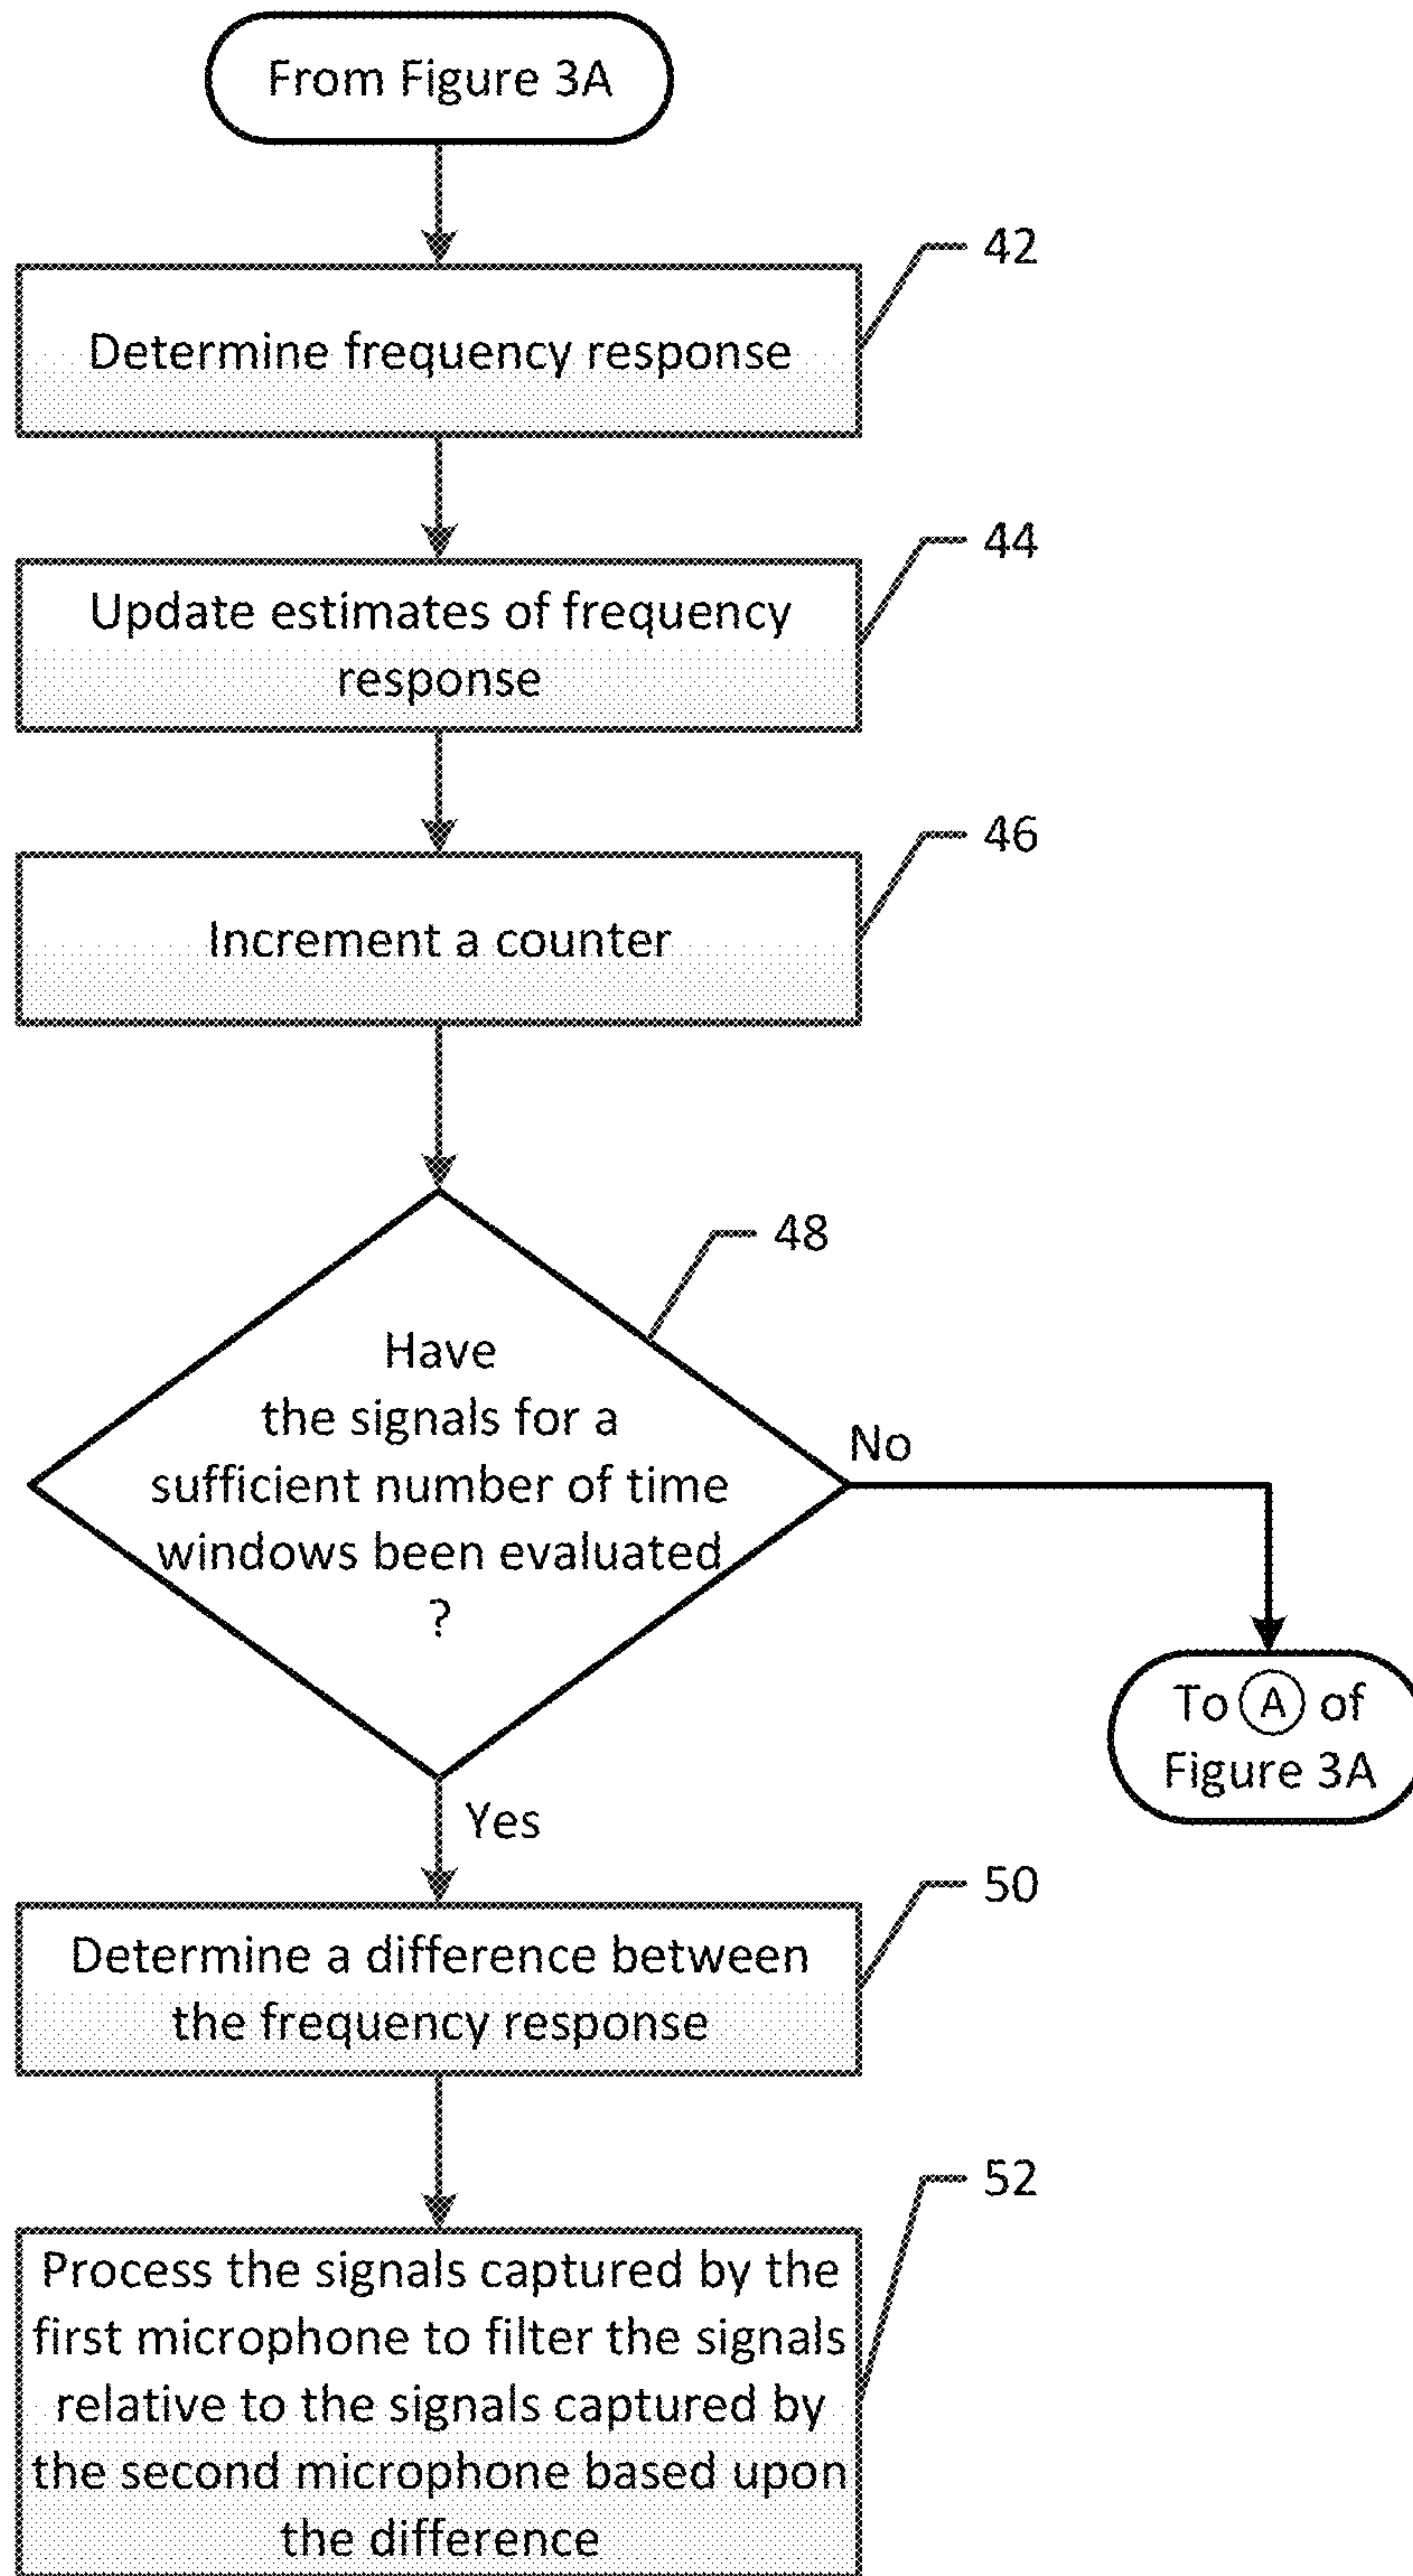 From Figure 3A
42
Determine frequency response
44
Update estimates of frequency
response
46
Increment a counter
48
Have
the signals for a
sufficient number of time
windows been evaluated
?
No
To A of
Figure 3A
Yes
50
Determine a difference between
the frequency response
52
Process the signals captured by the
first microphone to filter the signals
relative to the signals captured by
the second microphone based upon
the difference